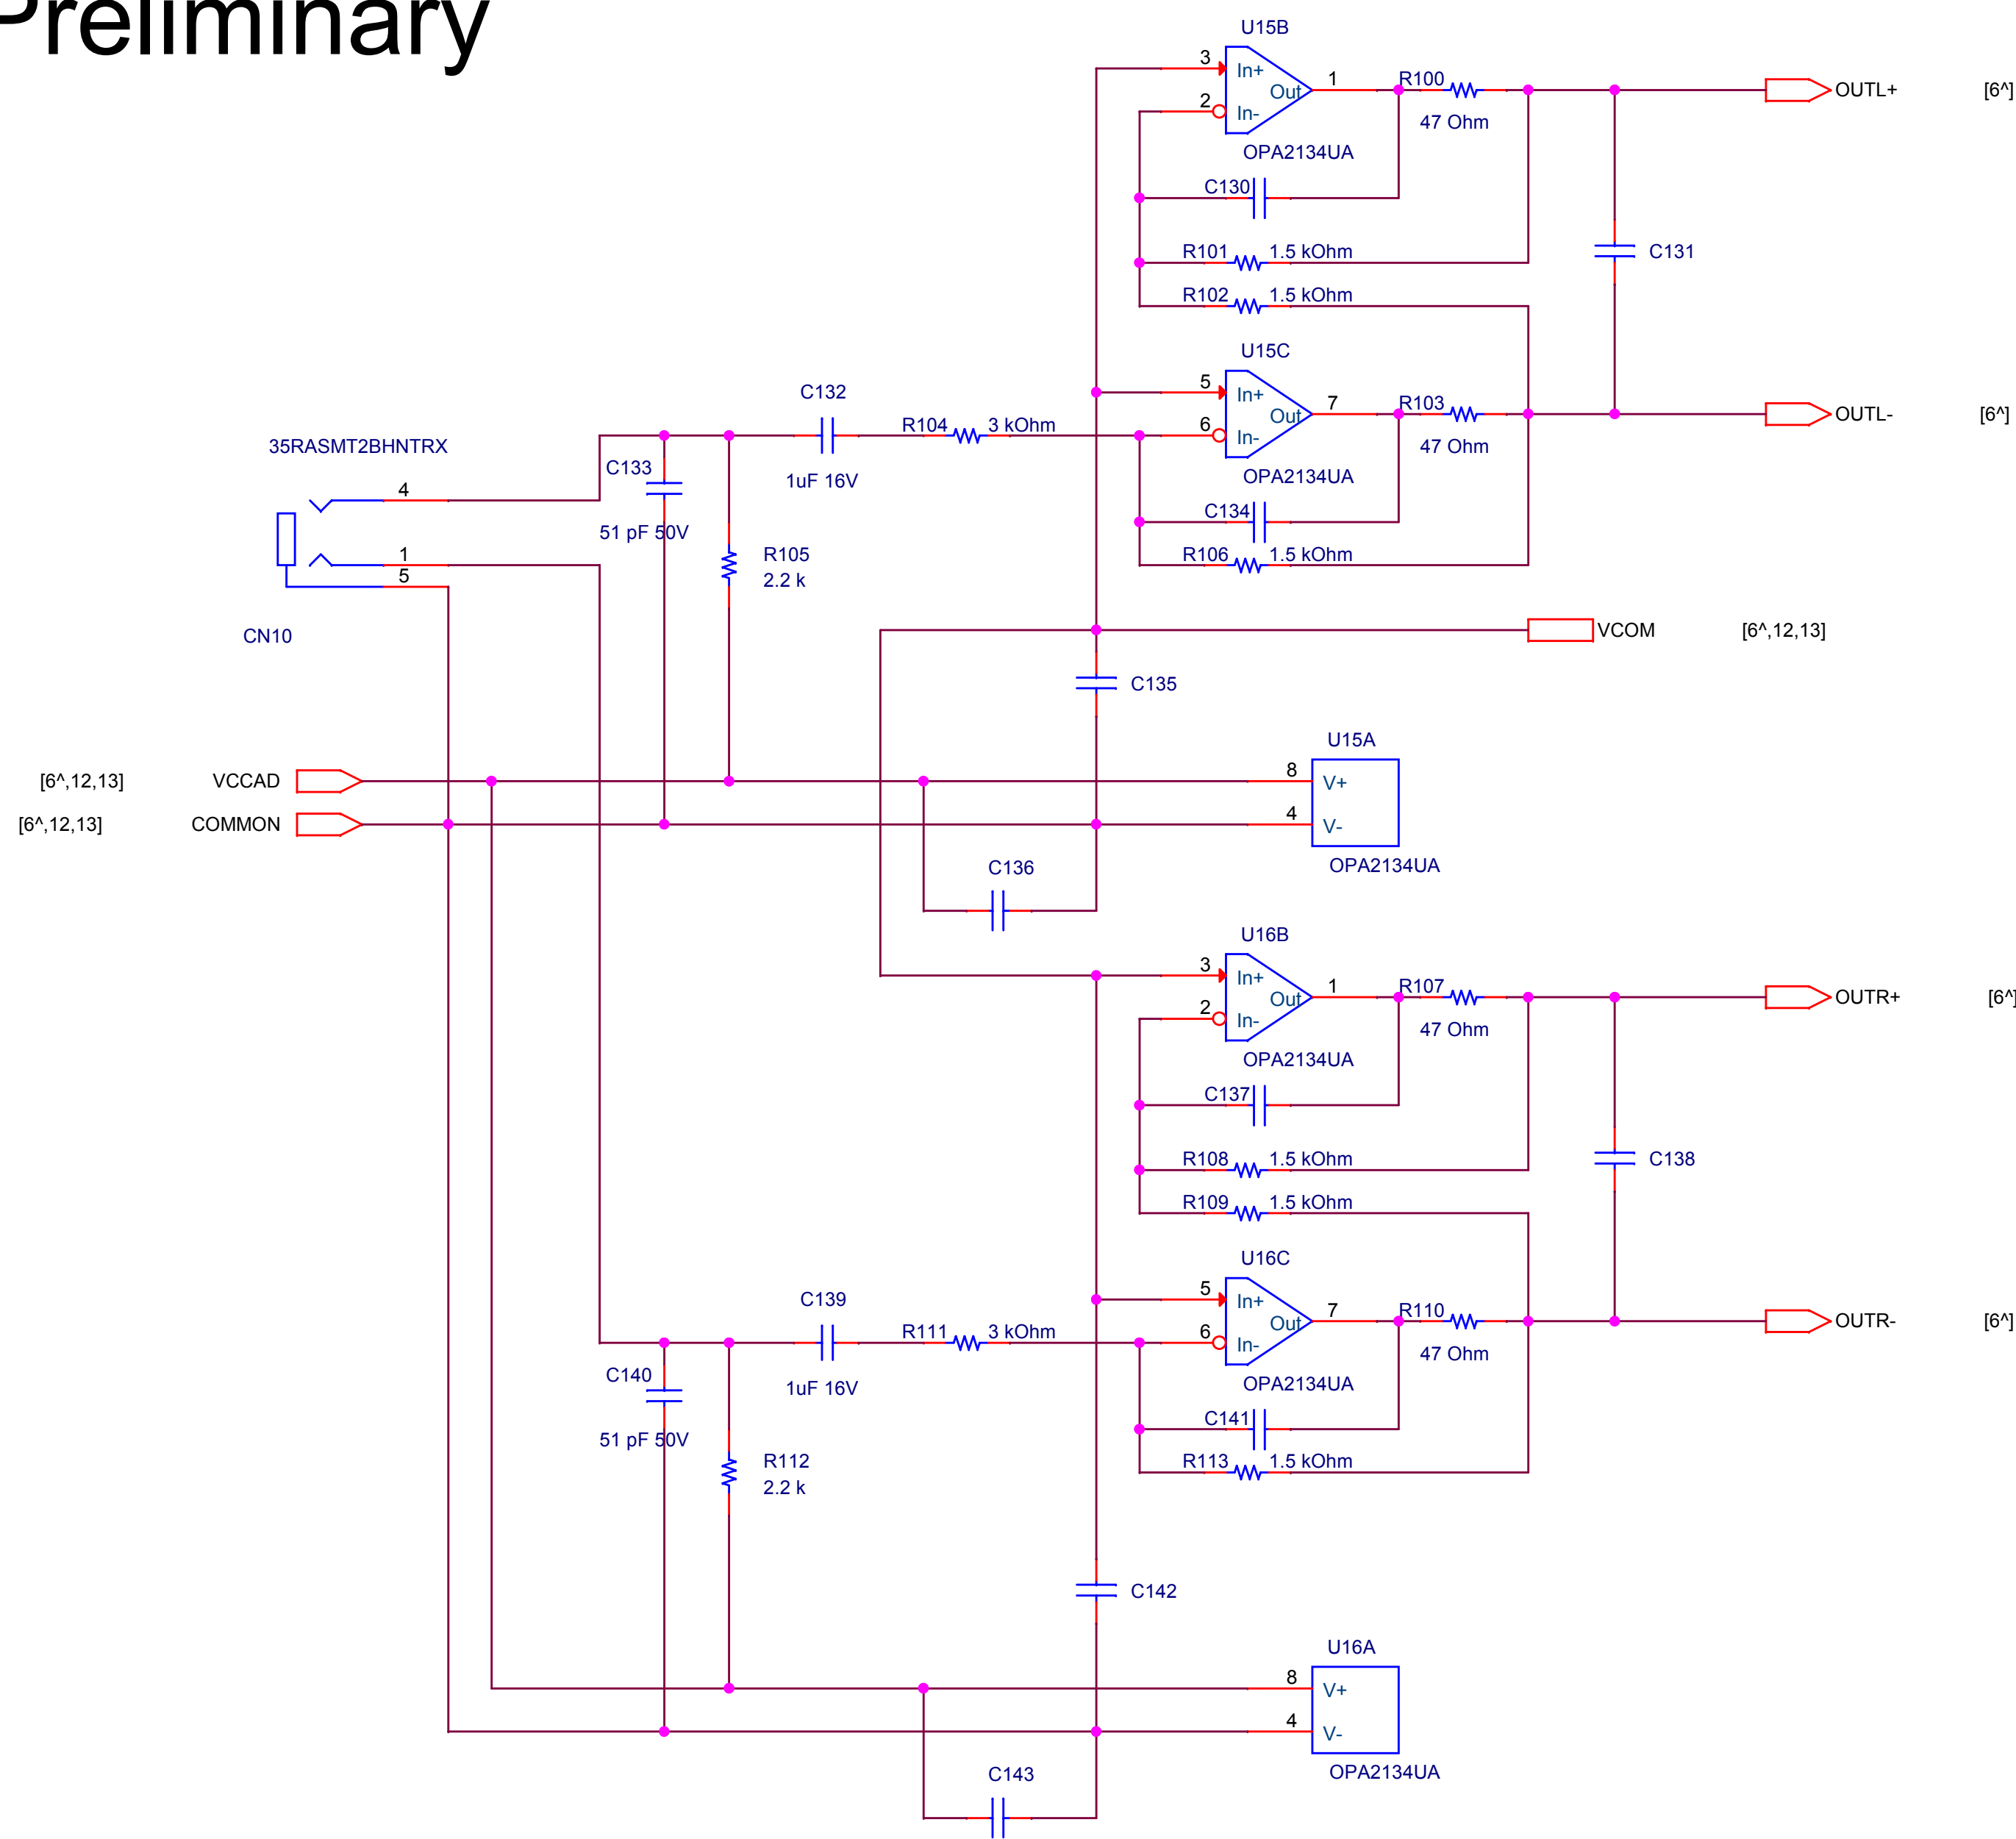 Preliminary
U15B
3
In+
1
Out
2
In-
R100
47 Ohm
OUTL+
[6^]
OPA2134UA
C130
R101
1.5 kOhm
C131
R102
1.5 kOhm
U15C
5
In+
7
Out
6
In-
R103
47 Ohm
OUTL-
[6^]
OPA2134UA
C132
1uF 16V
R104
3 kOhm
35RASMT2BHNTRX
C133
51 pF 50V
4
1
5
CN10
R105
2.2 k
C134
R106
1.5 kOhm
VCOM
[6^,12,13]
C135
U15A
[6^,12,13]
VCCAD
8
V+
[6^,12,13]
COMMON
4
V-
OPA2134UA
C136
U16B
3
In+
1
Out
2
In-
R107
47 Ohm
OUTR+
[6^]
OPA2134UA
C137
R108
1.5 kOhm
C138
R109
1.5 kOhm
U16C
5
In+
7
Out
6
In-
R110
47 Ohm
OUTR-
[6^]
OPA2134UA
C139
1uF 16V
R111
3 kOhm
C140
51 pF 50V
C141
R112
2.2 k
R113
1.5 kOhm
C142
U16A
8
V+
4
V-
OPA2134UA
C143